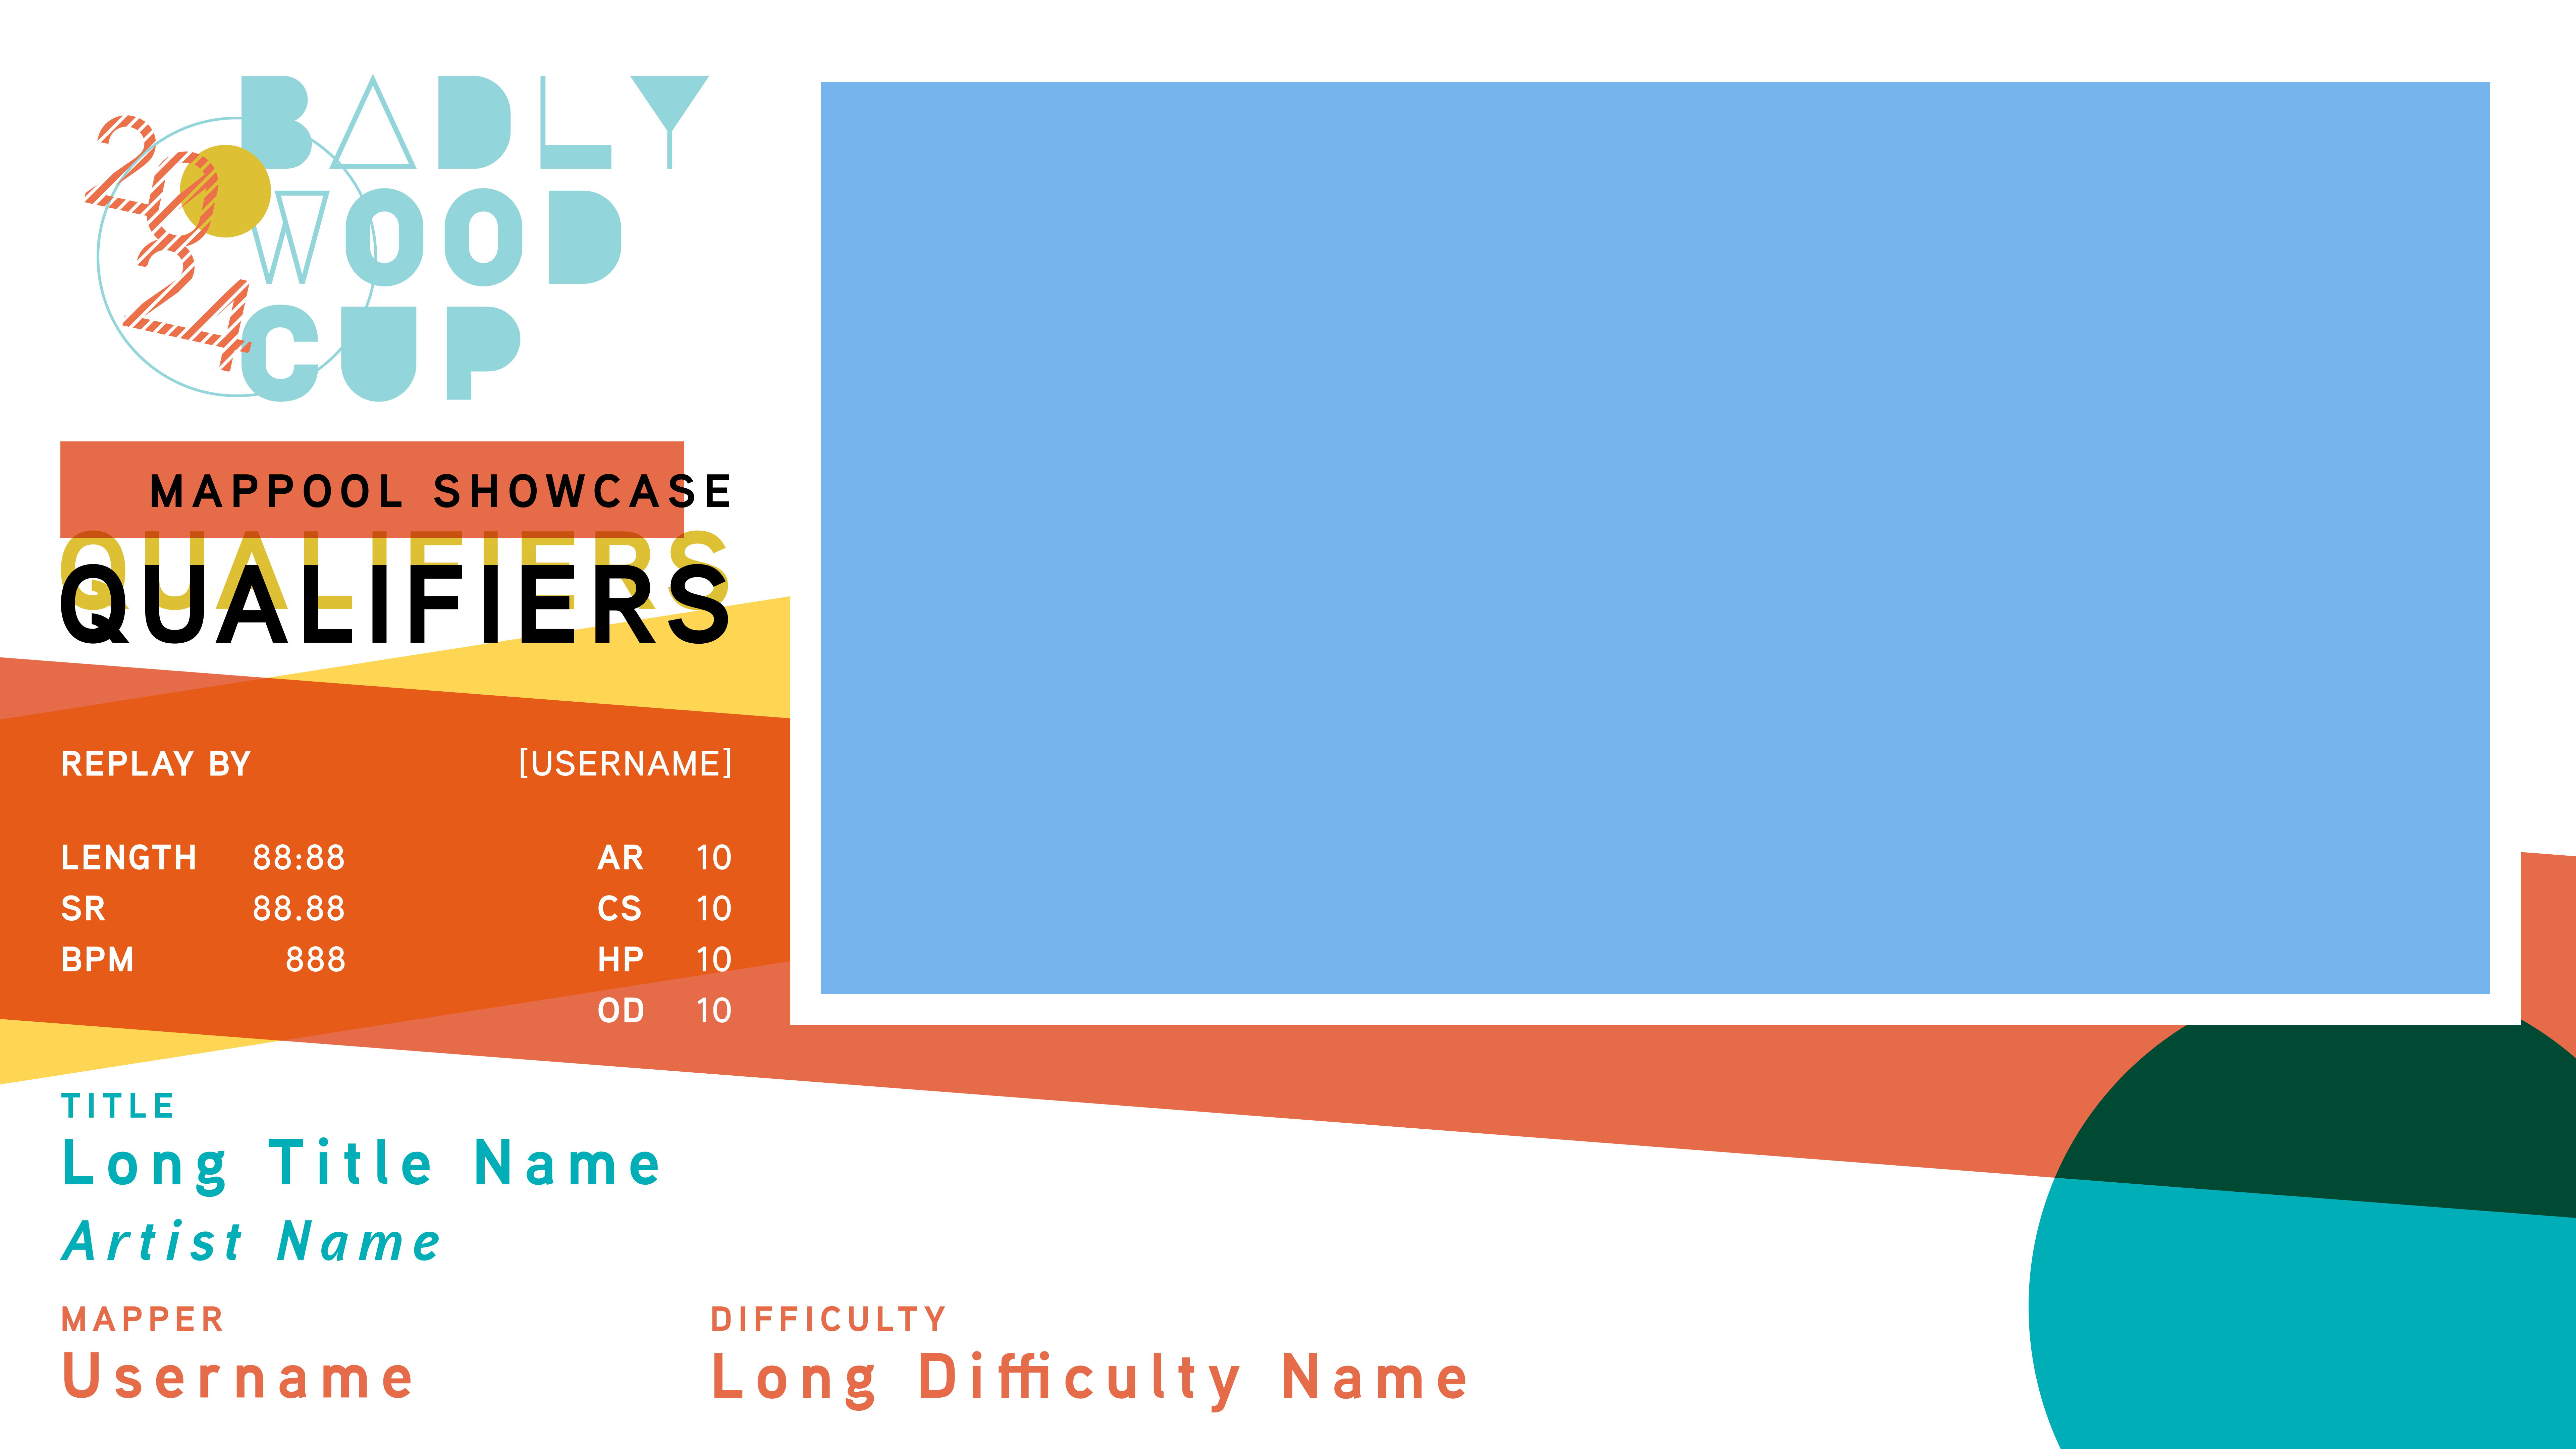 2024
BADLY
WOOD
CUP
MAPPOOL SHOWCASE
QUALIFIERS
QUALIFIERS
REPLAY BY [USERNAME]
LENGTH 88:88 AR 10
SR 88.88 CS 10
BPM 888 HP 10
OD 10
TITLE
Long Title Name
Artist Name
MAPPER DIFFICULTY
Username Long Difficulty Name